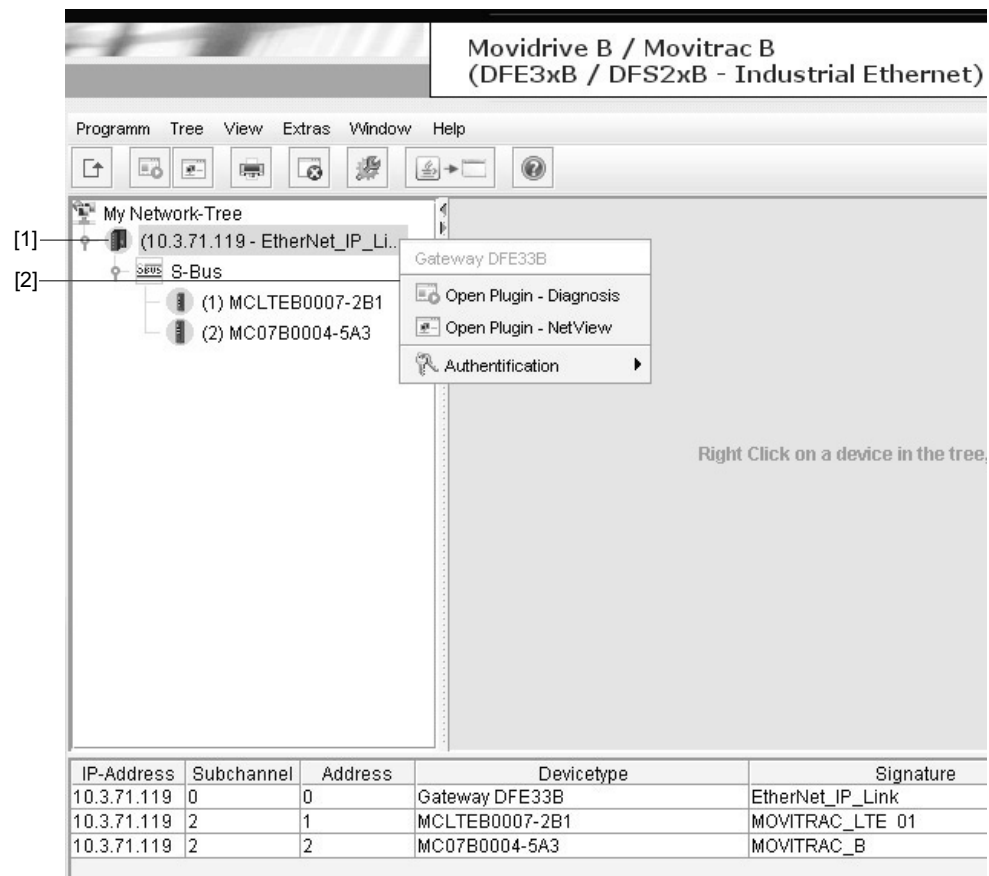 Movidrive B / Movitrac B
(DFE3xB / DFS2xB - Industrial Ethernet)
Programm Tree View Extras Window Help
My Network-Tree
[1] (10.3.71.119 - EtherNet_IP_Li...
Gateway DFE33B
[2] SBUS S-Bus
Open Plugin - Diagnosis
(1) MCLTEB0007-2B1
Open Plugin - NetView
(2) MC07B0004-5A3
Authentification
Right Click on a device in the tree,
IP-Address Subchannel Address Devicetype Signature
10.3.71.119 0 0 Gateway DFE33B EtherNet_IP_Link
10.3.71.119 2 1 MCLTEB0007-2B1 MOVITRAC_LTE 01
10.3.71.119 2 2 MC07B0004-5A3 MOVITRAC_B